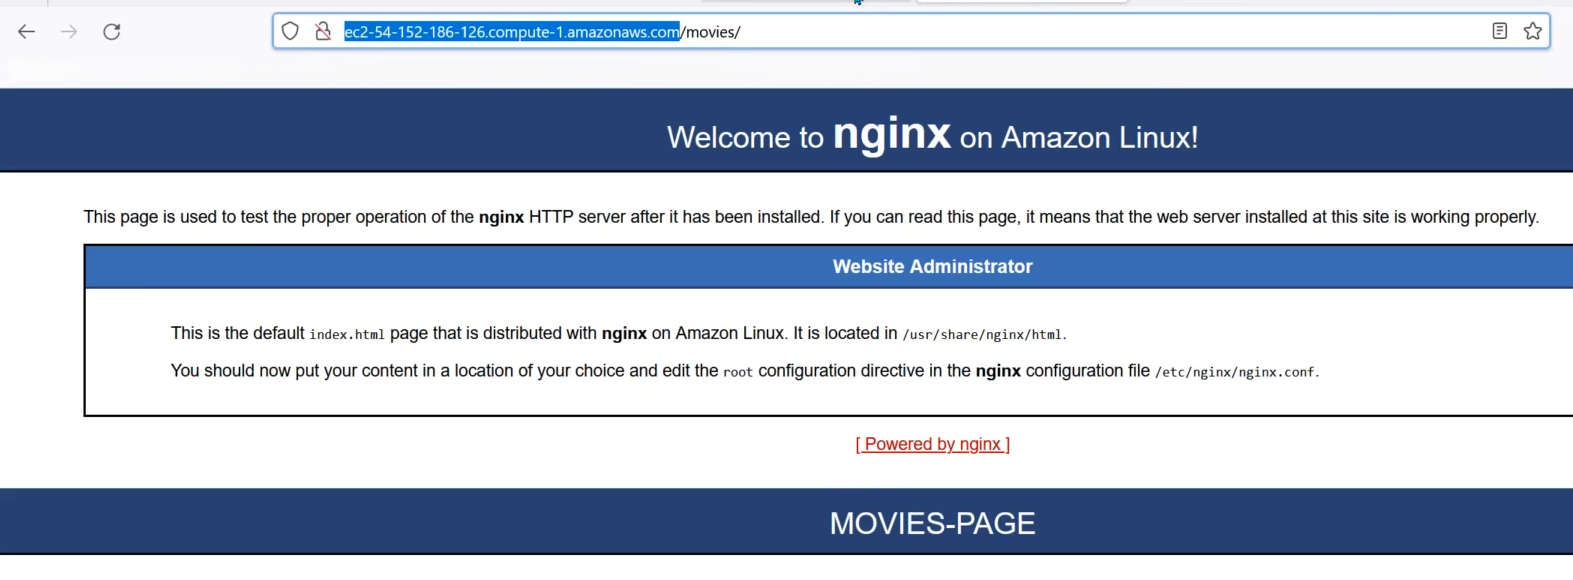 ec2-54-152-186-126.compute-1.amazonaws.com/movies/
Welcome to nginx on Amazon Linux!
This page is used to test the proper operation of the nginx HTTP server after it has been installed. If you can read this page, it means that the web server installed at this site is working properly.
Website Administrator
This is the default index.html page that is distributed with nginx on Amazon Linux. It is located in /usr/share/nginx/html.
You should now put your content in a location of your choice and edit the root configuration directive in the nginx configuration file /etc/nginx/nginx.conf.
[ Powered by nginx ]
MOVIES-PAGE